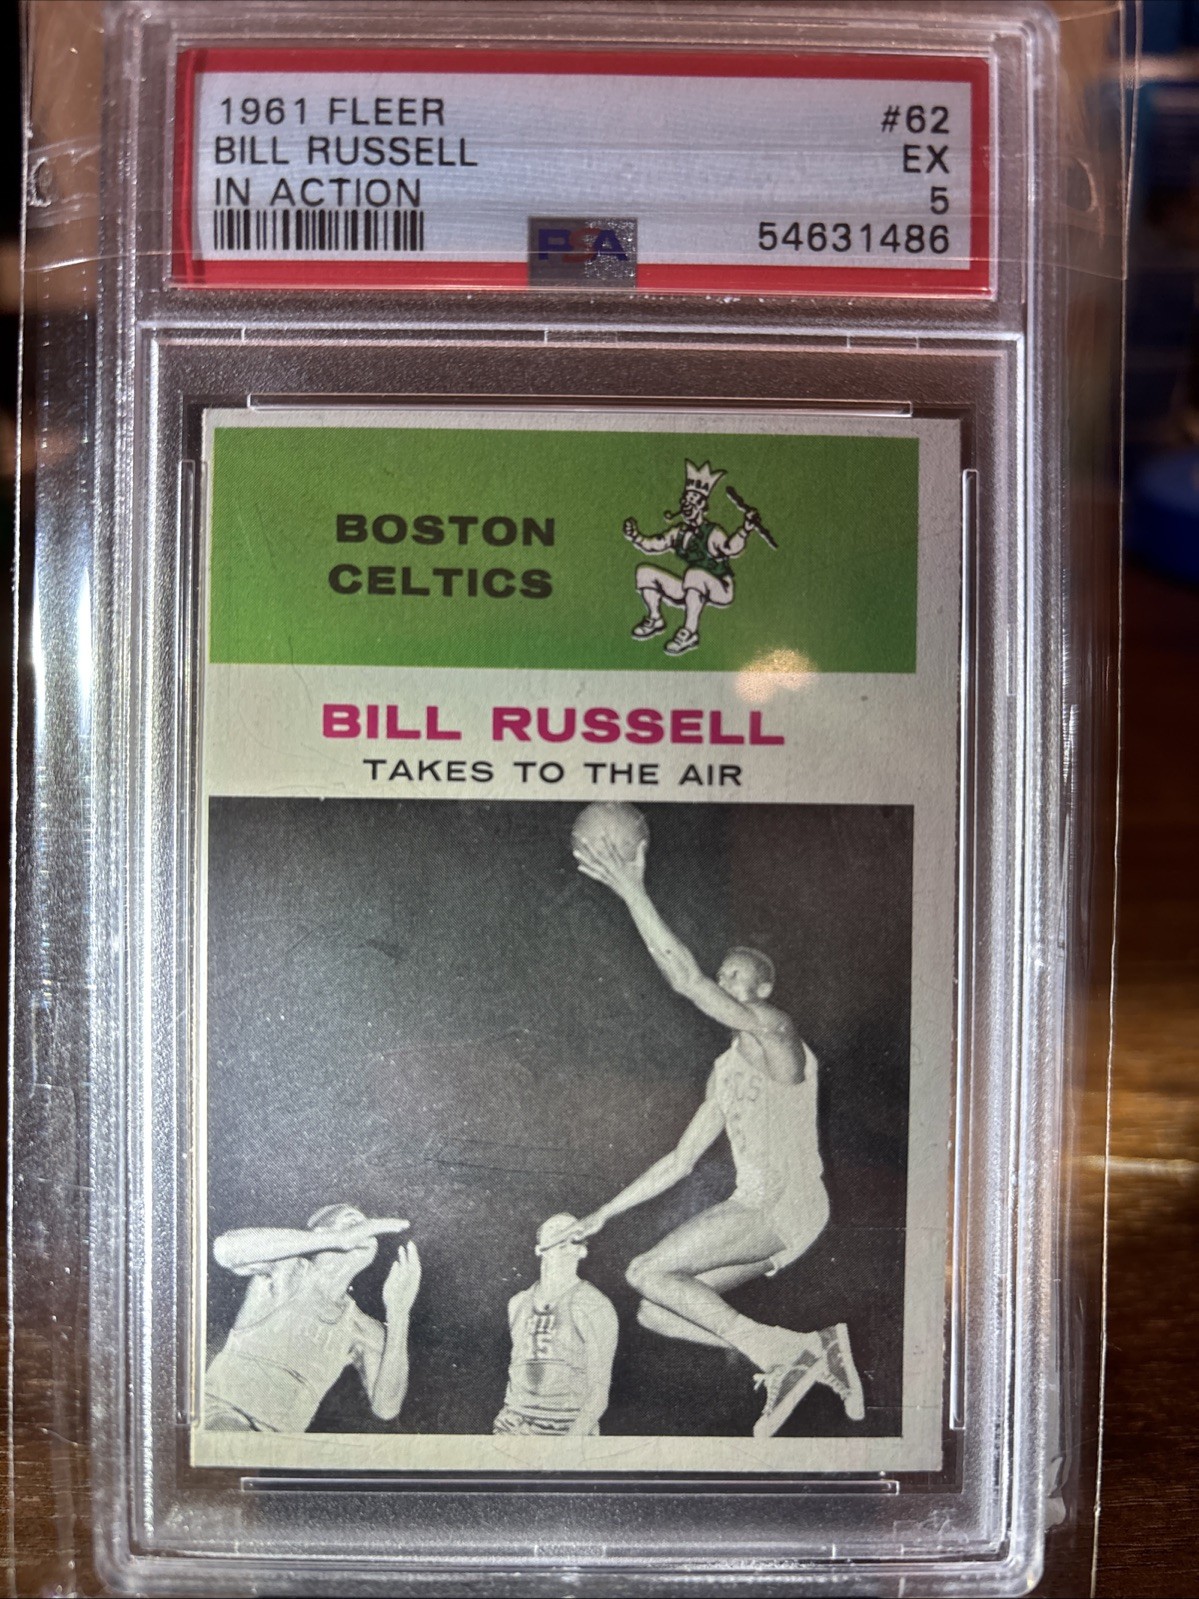 1961 FLEER #62
BILL RUSSELL EX
IN ACTION 5
PSA 54631486
BOSTON
CELTICS
BILL RUSSELL
TAKES TO THE AIR